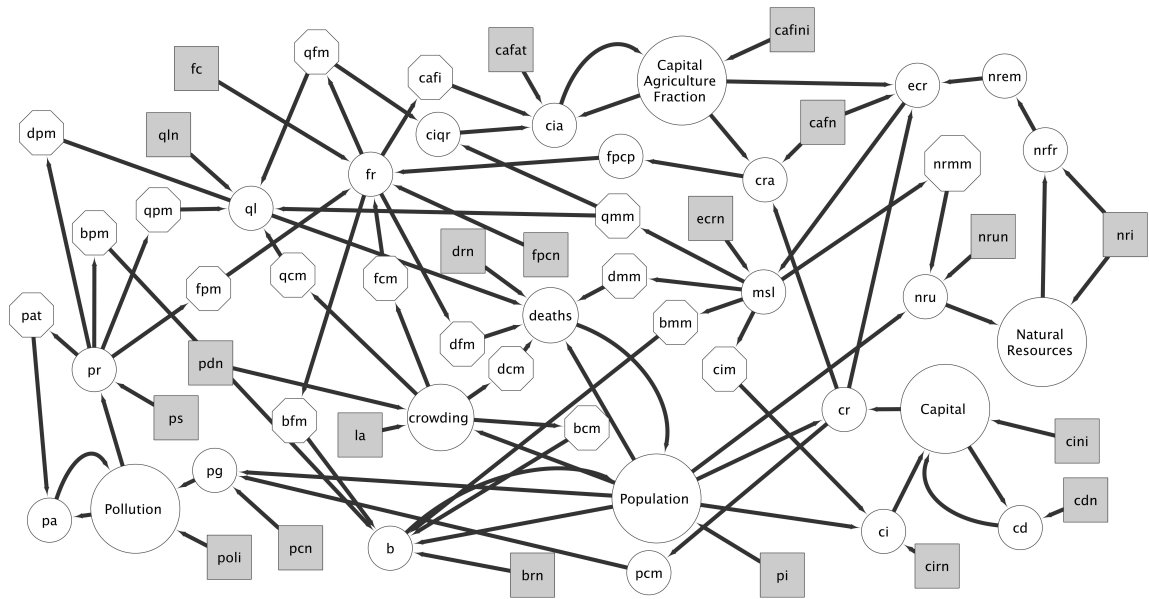 cafini
qfm
cafat
fc
cafi
Capital
Agriculture
Fraction
ecr
nrem
cafn
dpm
qln
ciqr
cia
nrfr
fpcp
nrmm
fr
cra
ql
qpm
qmm
ecrn
bpm
nrun
nri
drn
fpcn
qcm
fcm
dmm
fpm
msl
nru
pat
deaths
bmm
Natural
Resources
dfm
pdn
dcm
cim
pr
crowding
cr
Capital
ps
bfm
la
bcm
cini
pg
Population
cdn
Pollution
pa
ci
cd
pcn
b
poli
brn
pcm
pi
cirn